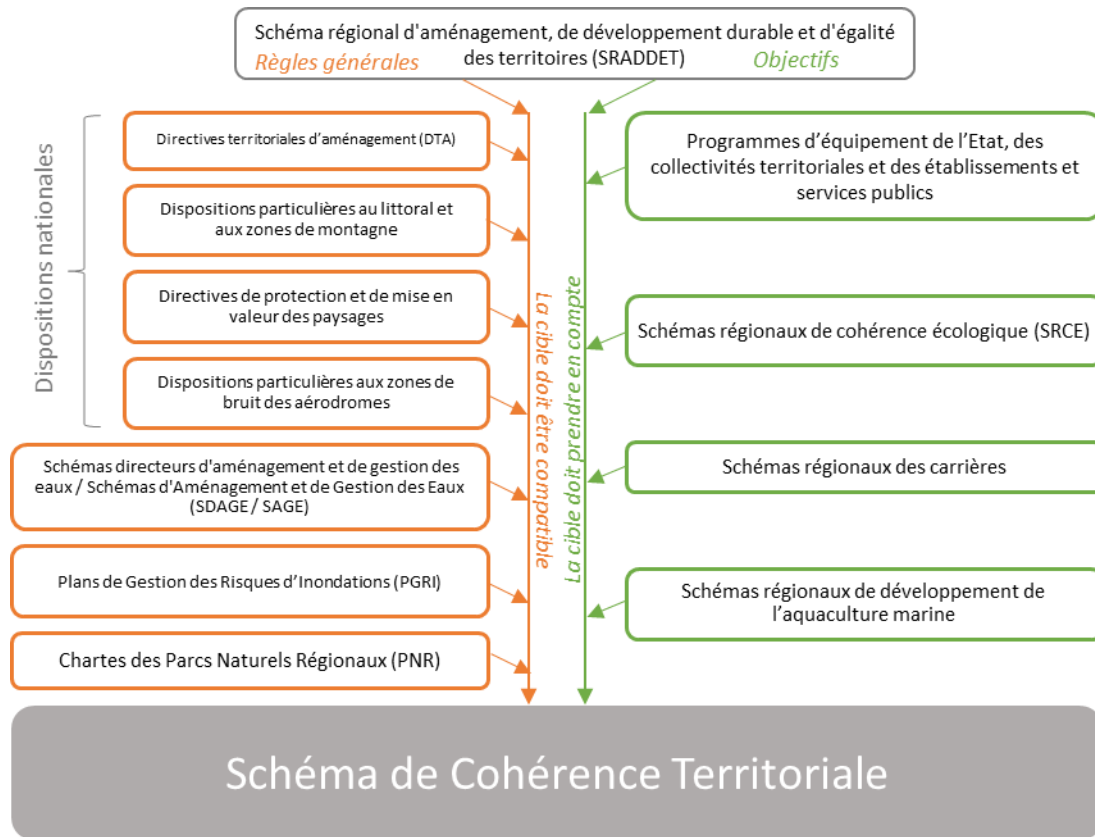 Schéma régional d'aménagement, de développement durable et d'égalité
des territoires (SRADDET)
Règles générales
Objectifs
Dispositions nationales
Directives territoriales d’aménagement (DTA)
Dispositions particulières au littoral et
aux zones de montagne
Directives de protection et de mise en
valeur des paysages
Dispositions particulières aux zones de
bruit des aérodromes
Schémas directeurs d'aménagement et de gestion des
eaux / Schémas d'Aménagement et de Gestion des Eaux
(SDAGE / SAGE)
Plans de Gestion des Risques d’Inondations (PGRI)
Chartes des Parcs Naturels Régionaux (PNR)
La cible doit être compatible
La cible doit prendre en compte
Programmes d’équipement de l’Etat, des
collectivités territoriales et des établissements et
services publics
Schémas régionaux de cohérence écologique (SRCE)
Schémas régionaux des carrières
Schémas régionaux de développement de
l’aquaculture marine
Schéma de Cohérence Territoriale